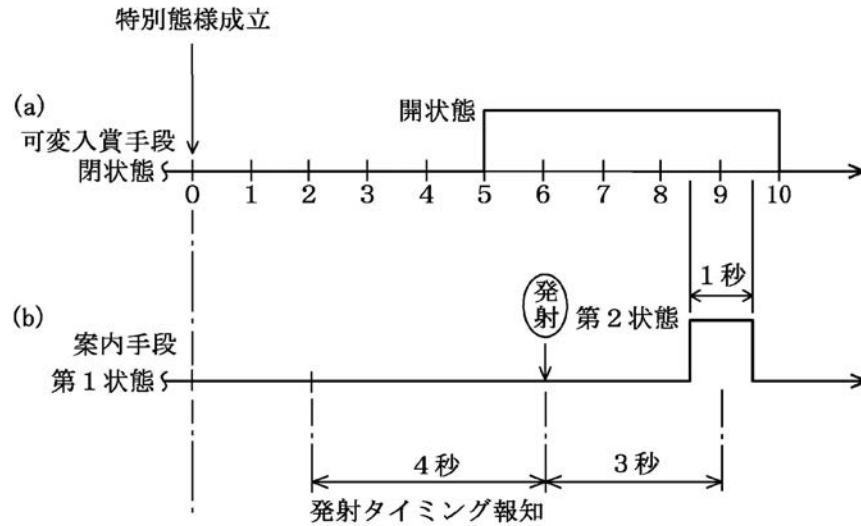 特別態様成立
(a)
開状態
可変入賞手段
閉状態
0 1 2 3 4 5 6 7 8 9 10
1秒
(b)
発射
第2状態
案内手段
第1状態
4秒
3秒
発射タイミング報知